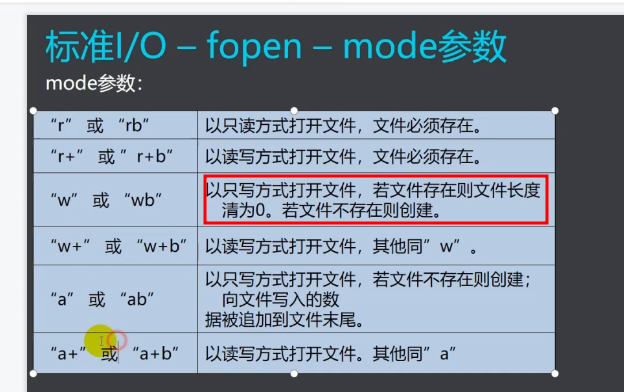 标准I/O – fopen – mode参数
mode参数：
“r” 或 “rb”
以只读方式打开文件，文件必须存在。
“r+” 或 ” r+b”
以读写方式打开文件，文件必须存在。
“w” 或 “wb”
以只写方式打开文件，若文件存在则文件长度
清为0。若文件不存在则创建。
“w+” 或 “w+b”
以读写方式打开文件，其他同”w” 。
“a” 或 “ab”
以只写方式打开文件，若文件不存在则创建；
向文件写入的数
据被追加到文件末尾。
“a+” 或 “a+b”
以读写方式打开文件。其他同”a”